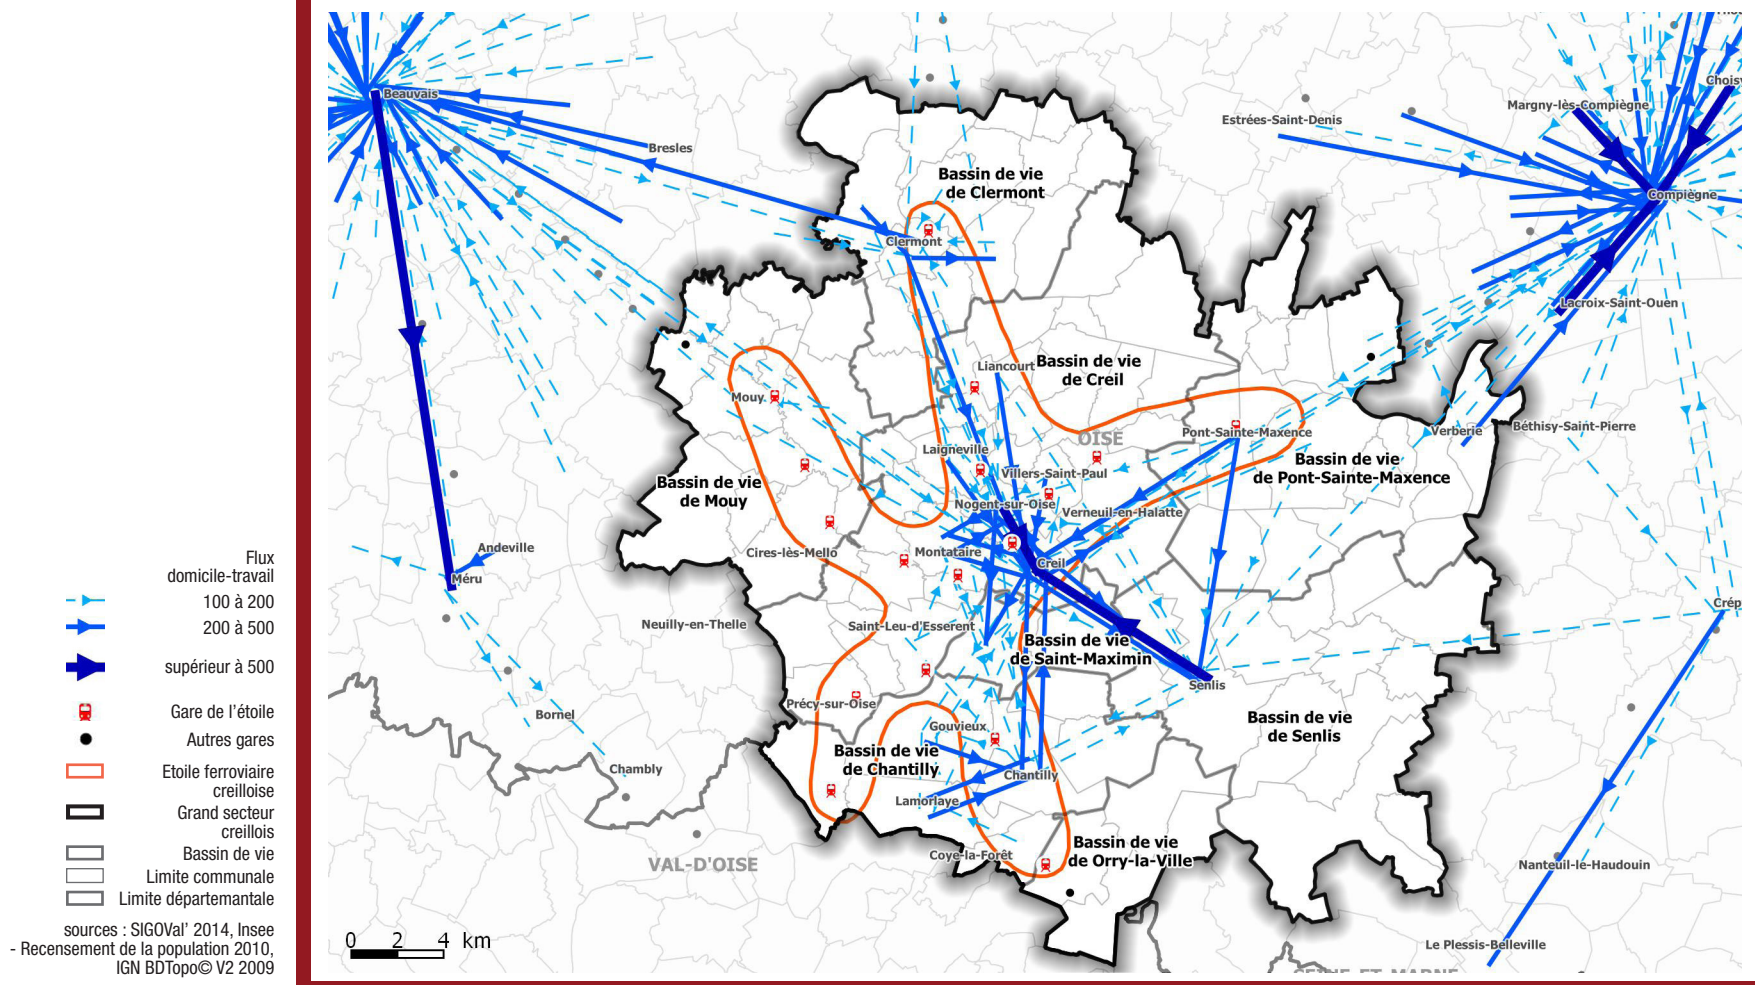 Flux
domicile-travail
100 à 200
200 à 500
supérieur à 500
Gare de l'étoile
Autres gares
Etoile ferroviaire
creilloise
Grand secteur
creillois
Bassin de vie
Limite communale
Limite départemantale
sources : SIGOVal' 2014, Insee
- Recensement de la population 2010,
IGN BDTopo© V2 2009
Beauvais
Bresles
Estrées-Saint-Denis
Margny-lès-Compiègne
Choisy
Compiègne
Lacroix-Saint-Ouen
Bassin de vie
de Clermont
Clermont
Liancourt
Bassin de vie
de Creil
Mouy
OISE
Pont-Sainte-Maxence
Verberie
Béthisy-Saint-Pierre
Laigneville
Villers-Saint-Paul
Bassin de vie
de Pont-Sainte-Maxence
Bassin de vie
de Mouy
Nogent-sur-Oise
Verneuil-en-Halatte
Cires-lès-Mello
Montataire
Creil
Andeville
Méru
Neuilly-en-Thelle
Saint-Leu-d'Esserent
Bassin de vie
de Saint-Maximin
Senlis
Crép
Bornel
Précy-sur-Oise
Gouvieux
Bassin de vie
de Senlis
Bassin de vie
de Chantilly
Chantilly
Chambly
Lamorlaye
VAL-D'OISE
Coye-la-Forêt
Bassin de vie
de Orry-la-Ville
Nanteuil-le-Haudouin
Le Plessis-Belleville
SEINE-ET-MARNE
0 2 4 km